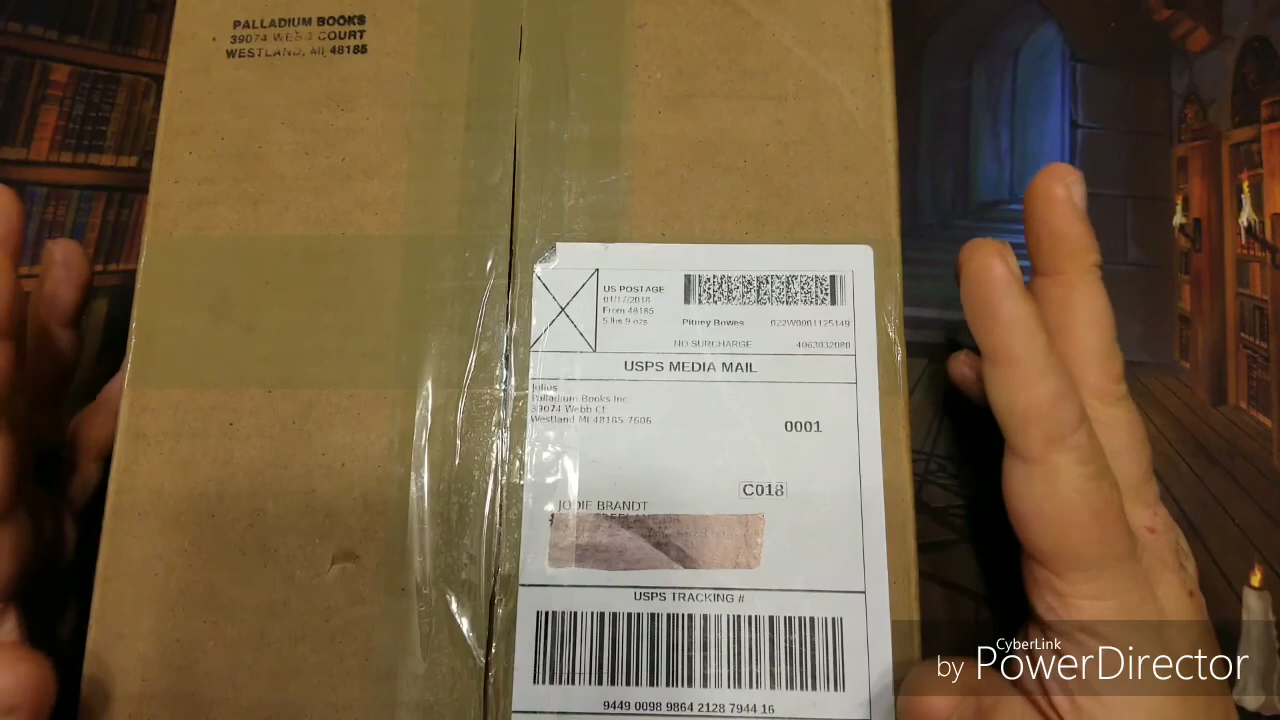 PALLADIUM BOOKS
39074 WEBB COURT
WESTLAND, MI 48185
US POSTAGE
01/17/2018
From 48185
5 lbs 9 ozs
Pitney Bowes 022W0001125149
NO SURCHARGE 4063032080
USPS MEDIA MAIL
Julius
Palladium Books Inc.
39074 Webb Ct
Westland MI 48185-7606
0001
C018
JODIE BRANDT
USPS TRACKING #
9449 0098 9864 2128 7944 16
CyberLink
by PowerDirector